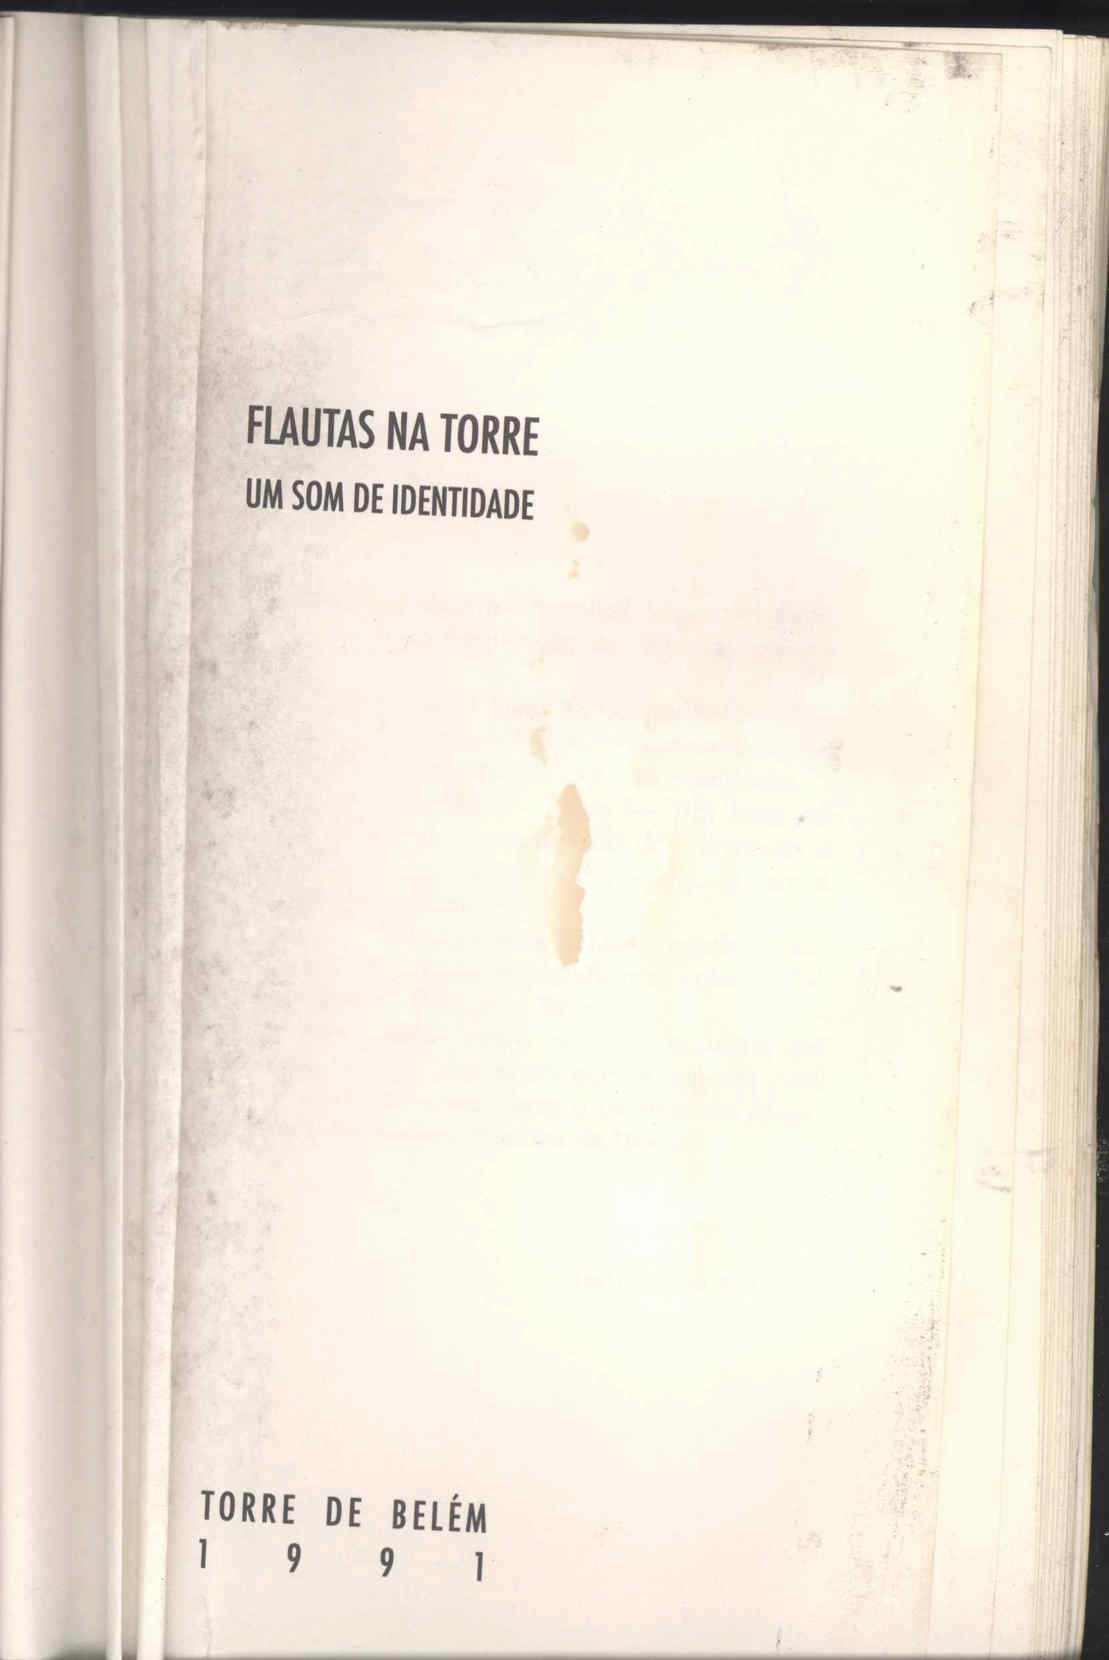 FLAUTAS NA TORRE
UM SOM DE IDENTIDADE
TORRE DE BELÉM
1 9 9 1